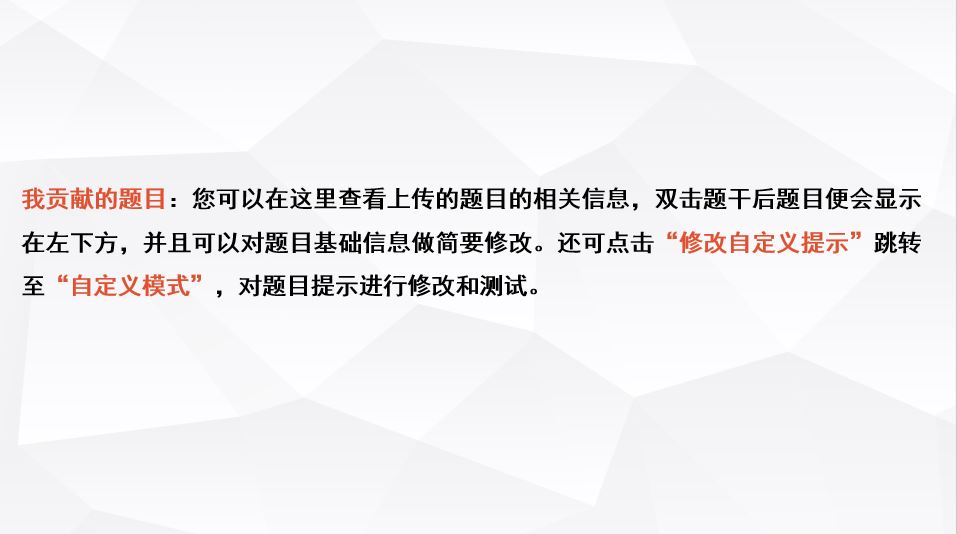 我贡献的题目：您可以在这里查看上传的题目的相关信息，双击题干后题目便会显示
在左下方，并且可以对题目基础信息做简要修改。还可点击“修改自定义提示”跳转
至“自定义模式”，对题目提示进行修改和测试。